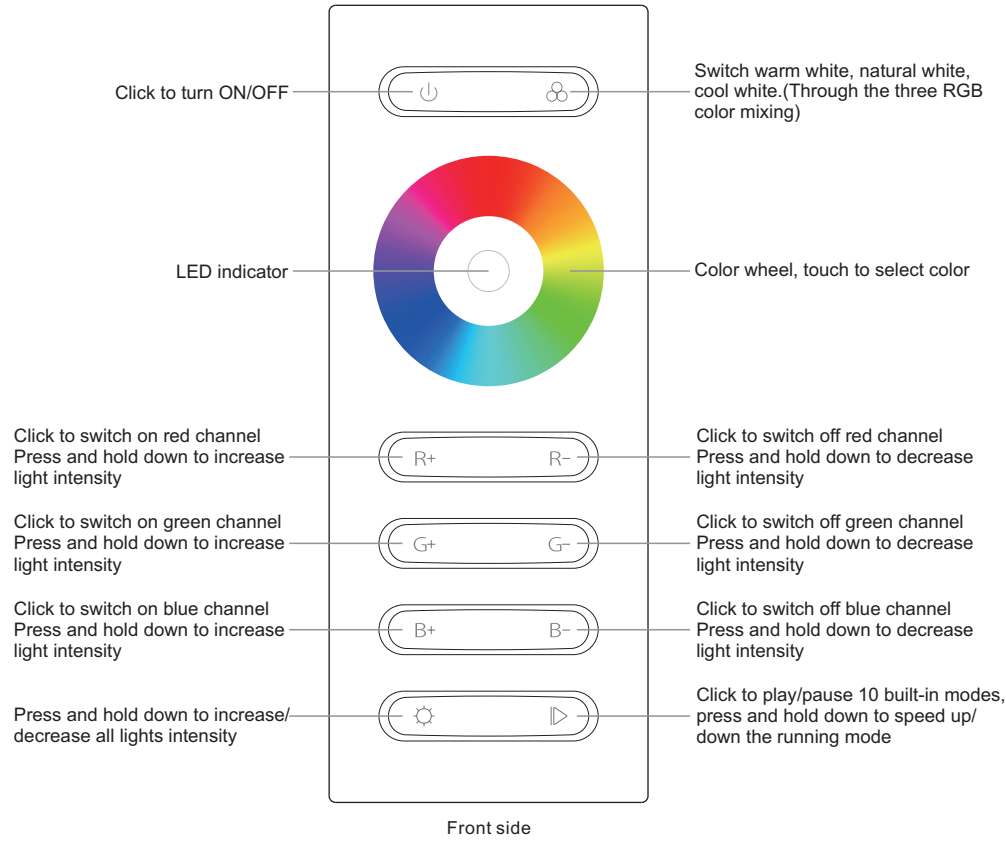 Click to turn ON/OFF
Switch warm white, natural white,
cool white.(Through the three RGB
color mixing)
LED indicator
Color wheel, touch to select color
Click to switch on red channel
Press and hold down to increase
light intensity
R+
R-
Click to switch off red channel
Press and hold down to decrease
light intensity
Click to switch on green channel
Press and hold down to increase
light intensity
G+
G-
Click to switch off green channel
Press and hold down to decrease
light intensity
Click to switch on blue channel
Press and hold down to increase
light intensity
B+
B-
Click to switch off blue channel
Press and hold down to decrease
light intensity
Press and hold down to increase/
decrease all lights intensity
Click to play/pause 10 built-in modes,
press and hold down to speed up/
down the running mode
Front side